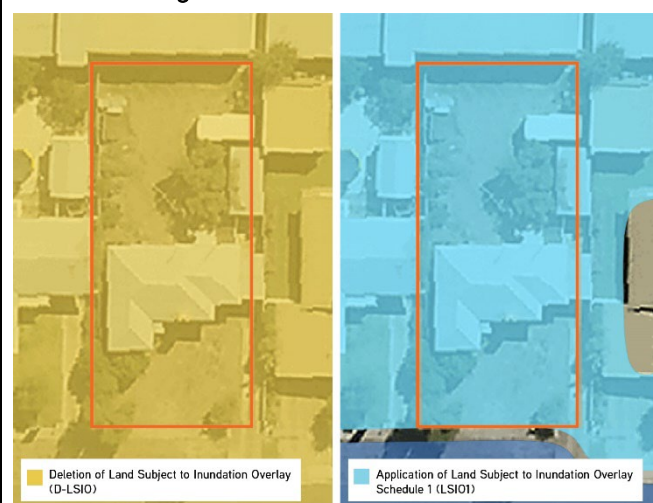 Deletion of Land Subject to Inundation Overlay
(D-LSIO)
Application of Land Subject to Inundation Overlay
Schedule 1 (LSIO1)